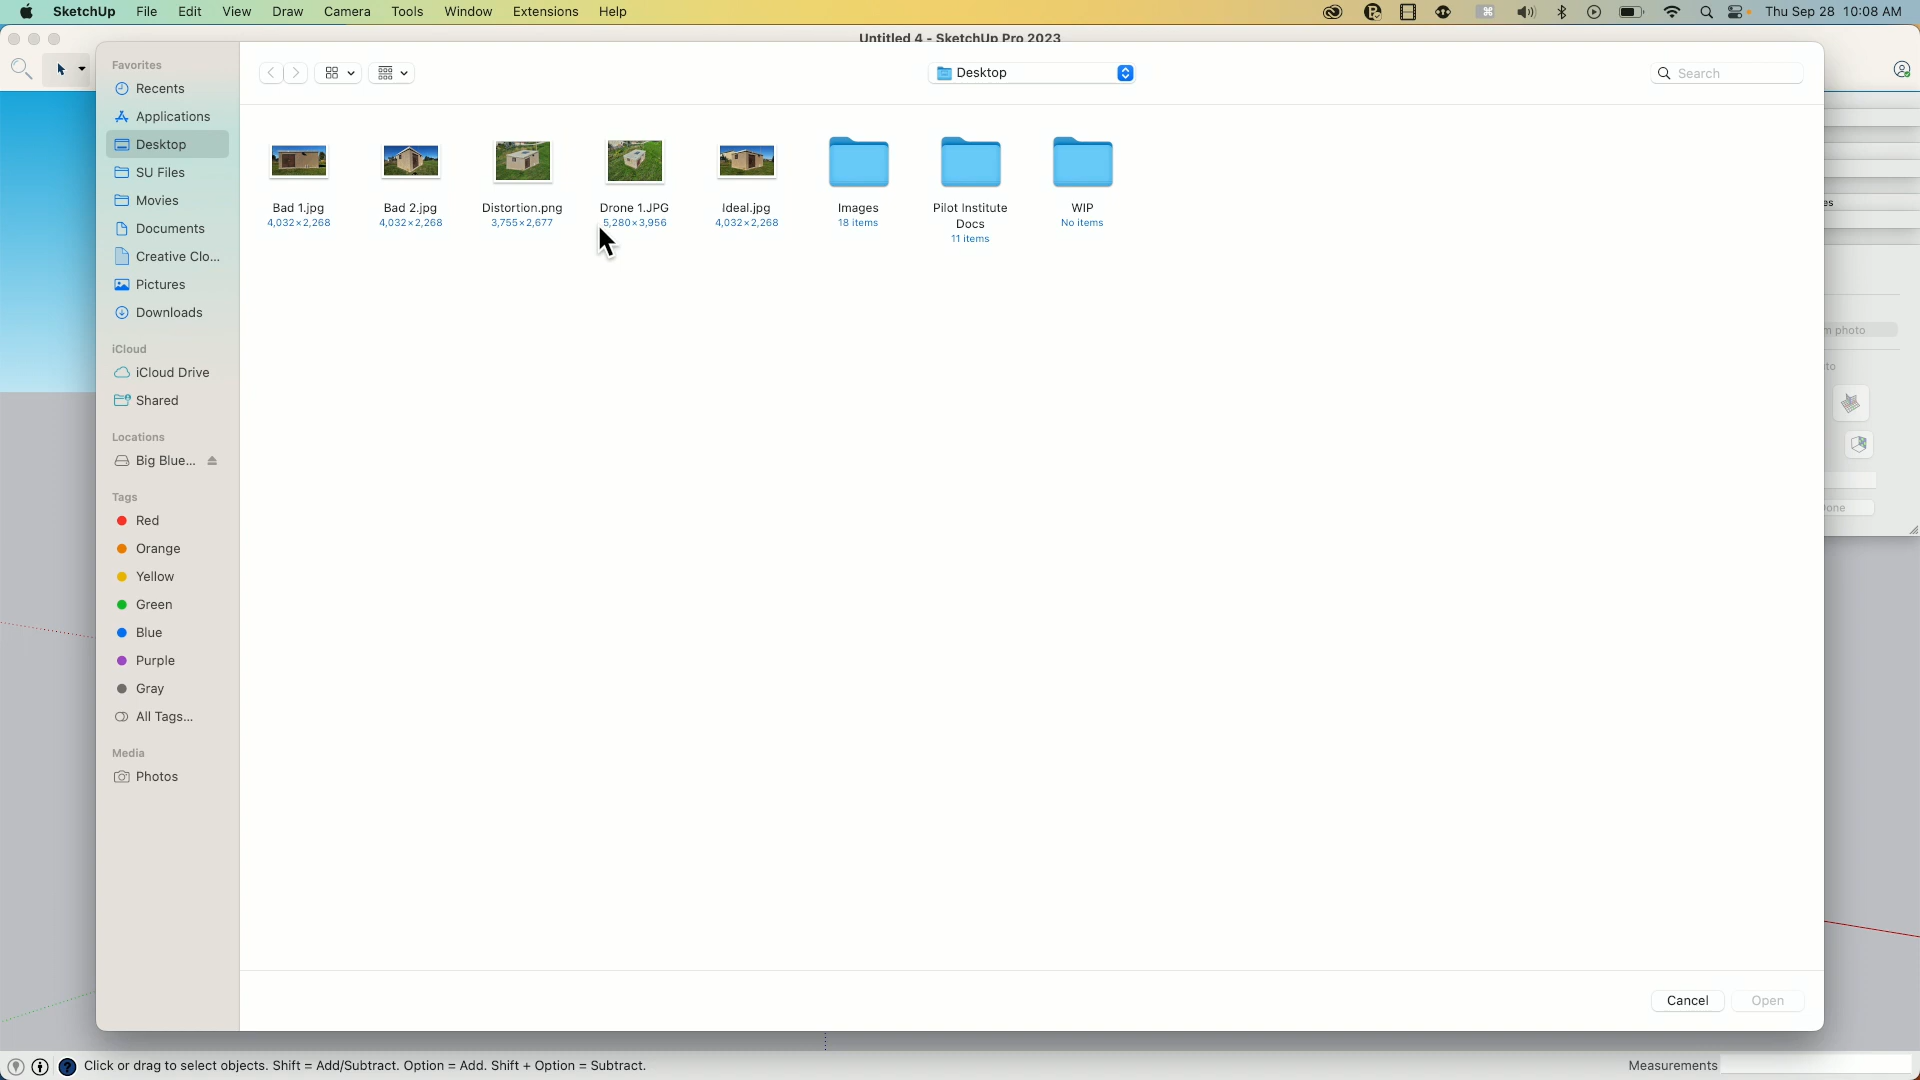 SketchUp File Edit View Draw Camera Tools Window Extensions Help Thu Sep 28 10:08 AM
Untitled 4 - SketchUp Pro 2023
Favorites
Recents
Applications
Desktop
SU Files
Movies
Documents
Creative Clo...
Pictures
Downloads
iCloud
iCloud Drive
Shared
Locations
Big Blue...
Tags
Red
Orange
Yellow
Green
Blue
Purple
Gray
All Tags...
Media
Photos
Desktop
Search
Bad 1.jpg
4,032×2,268
Bad 2.jpg
4,032×2,268
Distortion.png
3,755×2,677
Drone 1.JPG
5,280×3,956
Ideal.jpg
4,032×2,268
Images
18 items
Pilot Institute
Docs
11 items
WIP
No items
es
m photo
to
one
Cancel Open
Click or drag to select objects. Shift = Add/Subtract. Option = Add. Shift + Option = Subtract.
Measurements